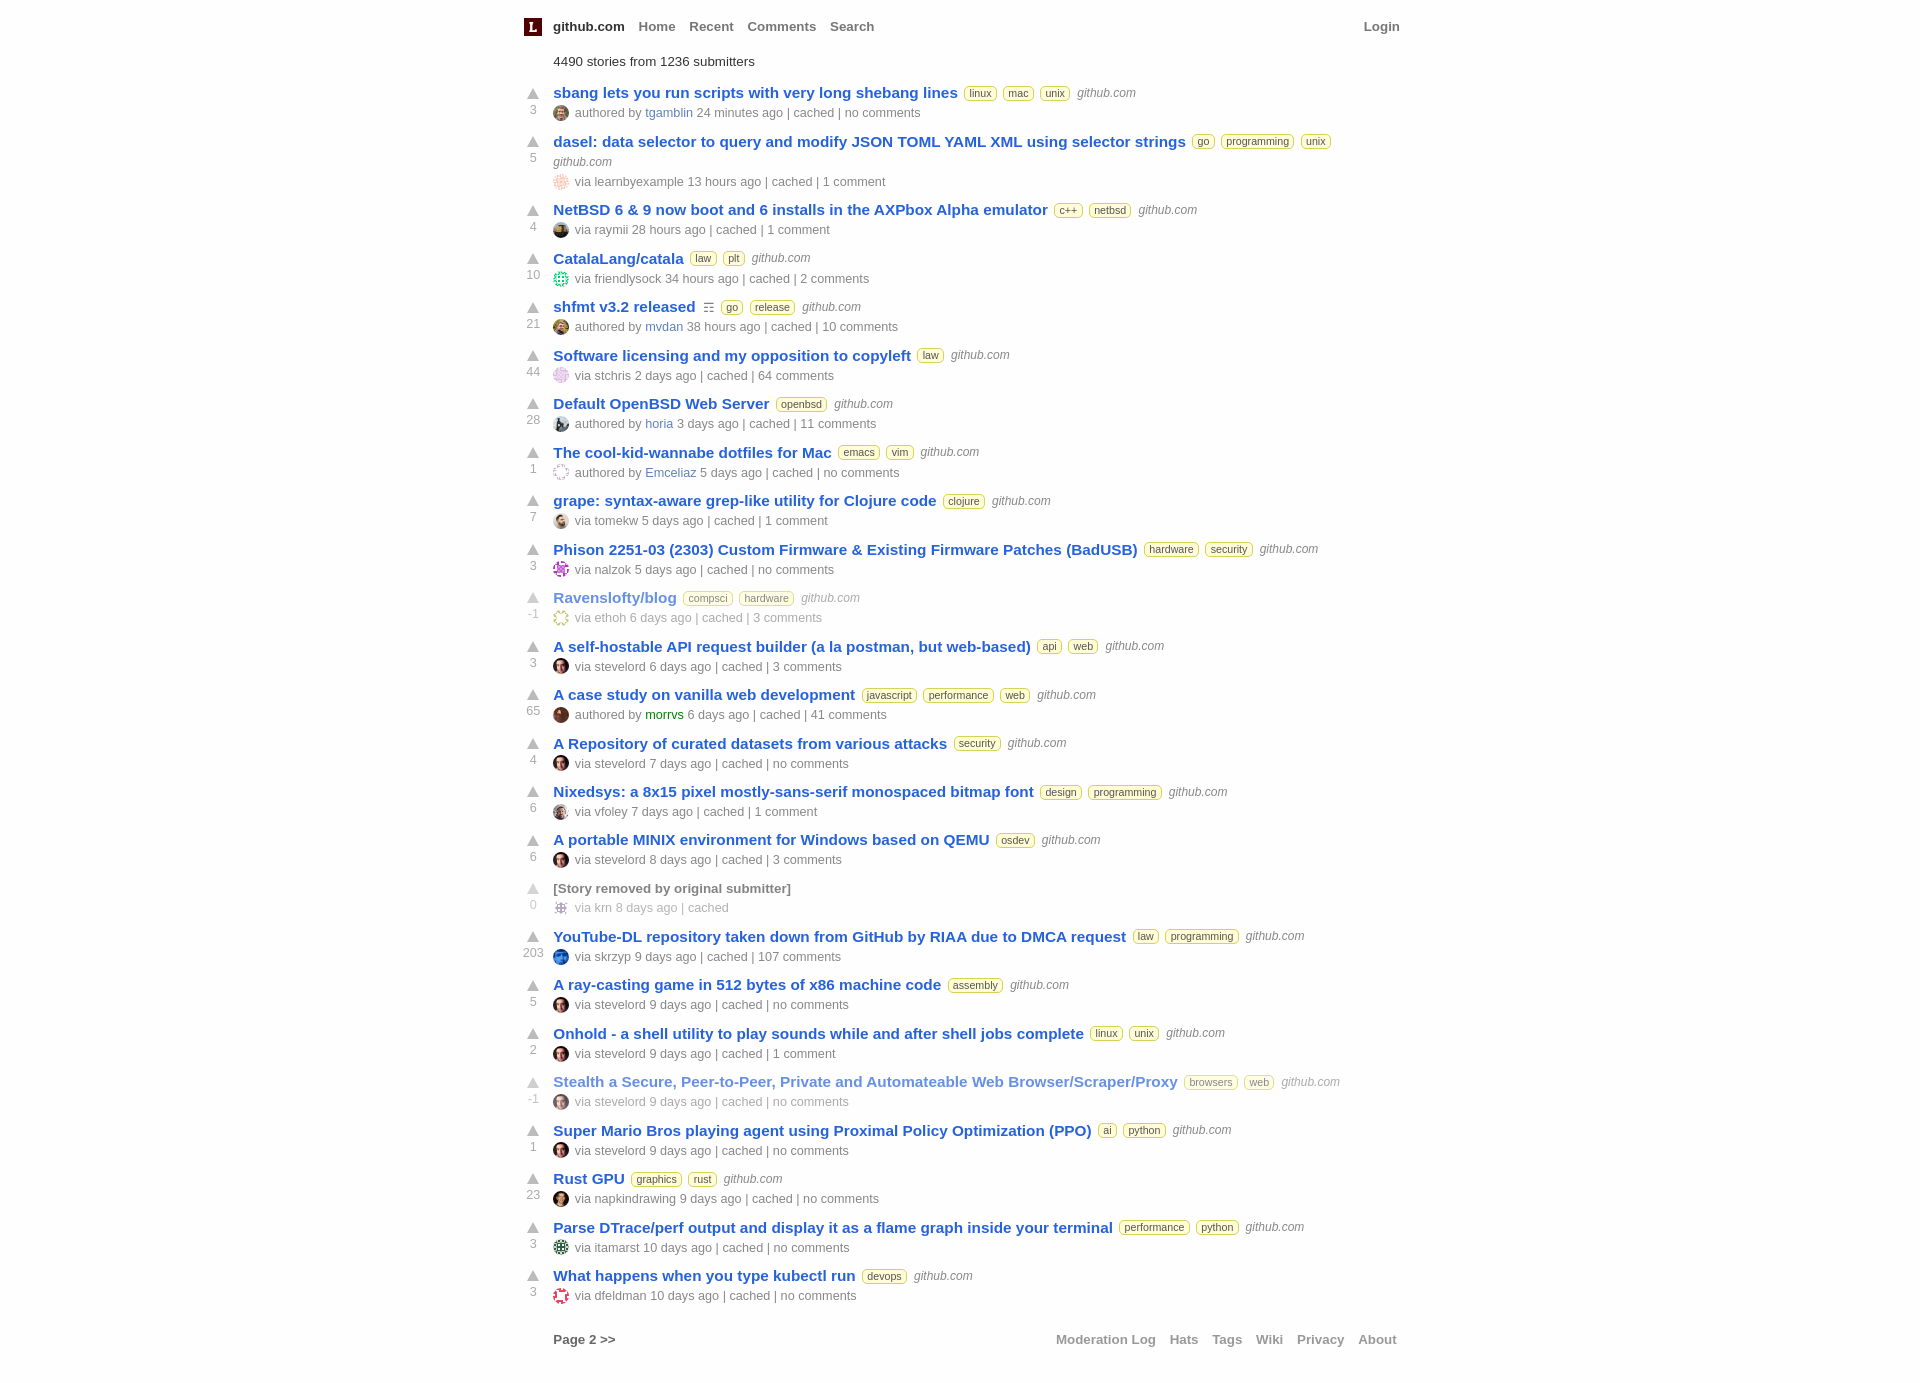 L github.com Home Recent Comments Search Login
4490 stories from 1236 submitters
sbang lets you run scripts with very long shebang lines linux mac unix github.com
3 authored by tgamblin 24 minutes ago | cached | no comments
dasel: data selector to query and modify JSON TOML YAML XML using selector strings go programming unix
5 github.com
via learnbyexample 13 hours ago | cached | 1 comment
NetBSD 6 & 9 now boot and 6 installs in the AXPbox Alpha emulator c++ netbsd github.com
4 via raymii 28 hours ago | cached | 1 comment
CatalaLang/catala law plt github.com
10 via friendlysock 34 hours ago | cached | 2 comments
shfmt v3.2 released ☶ go release github.com
21 authored by mvdan 38 hours ago | cached | 10 comments
Software licensing and my opposition to copyleft law github.com
44 via stchris 2 days ago | cached | 64 comments
Default OpenBSD Web Server openbsd github.com
28 authored by horia 3 days ago | cached | 11 comments
The cool-kid-wannabe dotfiles for Mac emacs vim github.com
1 authored by Emceliaz 5 days ago | cached | no comments
grape: syntax-aware grep-like utility for Clojure code clojure github.com
7 via tomekw 5 days ago | cached | 1 comment
Phison 2251-03 (2303) Custom Firmware & Existing Firmware Patches (BadUSB) hardware security github.com
3 via nalzok 5 days ago | cached | no comments
Ravenslofty/blog compsci hardware github.com
-1 via ethoh 6 days ago | cached | 3 comments
A self-hostable API request builder (a la postman, but web-based) api web github.com
3 via stevelord 6 days ago | cached | 3 comments
A case study on vanilla web development javascript performance web github.com
65 authored by morrvs 6 days ago | cached | 41 comments
A Repository of curated datasets from various attacks security github.com
4 via stevelord 7 days ago | cached | no comments
Nixedsys: a 8x15 pixel mostly-sans-serif monospaced bitmap font design programming github.com
6 via vfoley 7 days ago | cached | 1 comment
A portable MINIX environment for Windows based on QEMU osdev github.com
6 via stevelord 8 days ago | cached | 3 comments
[Story removed by original submitter]
0 via krn 8 days ago | cached
YouTube-DL repository taken down from GitHub by RIAA due to DMCA request law programming github.com
203 via skrzyp 9 days ago | cached | 107 comments
A ray-casting game in 512 bytes of x86 machine code assembly github.com
5 via stevelord 9 days ago | cached | no comments
Onhold - a shell utility to play sounds while and after shell jobs complete linux unix github.com
2 via stevelord 9 days ago | cached | 1 comment
Stealth a Secure, Peer-to-Peer, Private and Automateable Web Browser/Scraper/Proxy browsers web github.com
-1 via stevelord 9 days ago | cached | no comments
Super Mario Bros playing agent using Proximal Policy Optimization (PPO) ai python github.com
1 via stevelord 9 days ago | cached | no comments
Rust GPU graphics rust github.com
23 via napkindrawing 9 days ago | cached | no comments
Parse DTrace/perf output and display it as a flame graph inside your terminal performance python github.com
3 via itamarst 10 days ago | cached | no comments
What happens when you type kubectl run devops github.com
3 via dfeldman 10 days ago | cached | no comments
Page 2 >> Moderation Log Hats Tags Wiki Privacy About